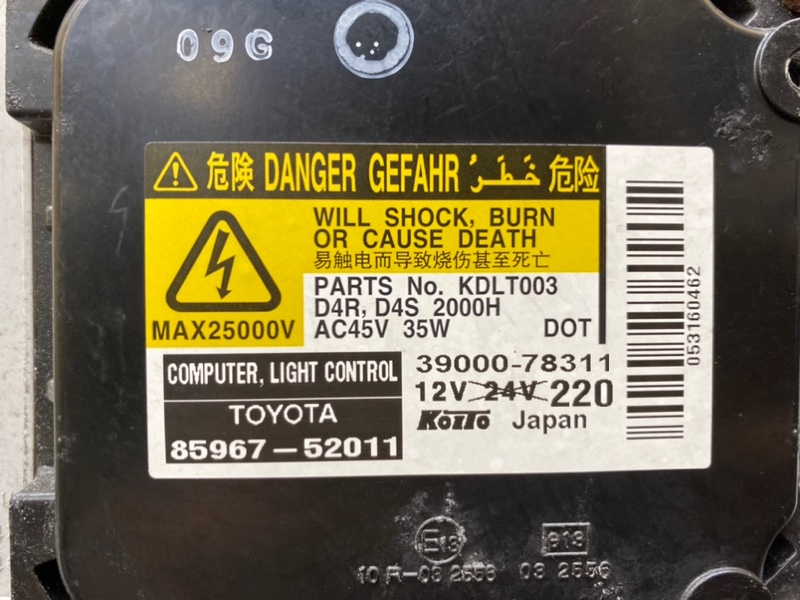 09G
危険 DANGER GEFAHR خَطَرْ 危险
WILL SHOCK, BURN
OR CAUSE DEATH
易触电而导致烧伤甚至死亡
MAX25000V
PARTS No. KDLT003
D4R, D4S 2000H
AC45V 35W DOT
COMPUTER, LIGHT CONTROL
TOYOTA
85967-52011
39000-78311
12V 24V 220
KOITO Japan
053160462
E13
e13
10 R-03 2556
03 2556